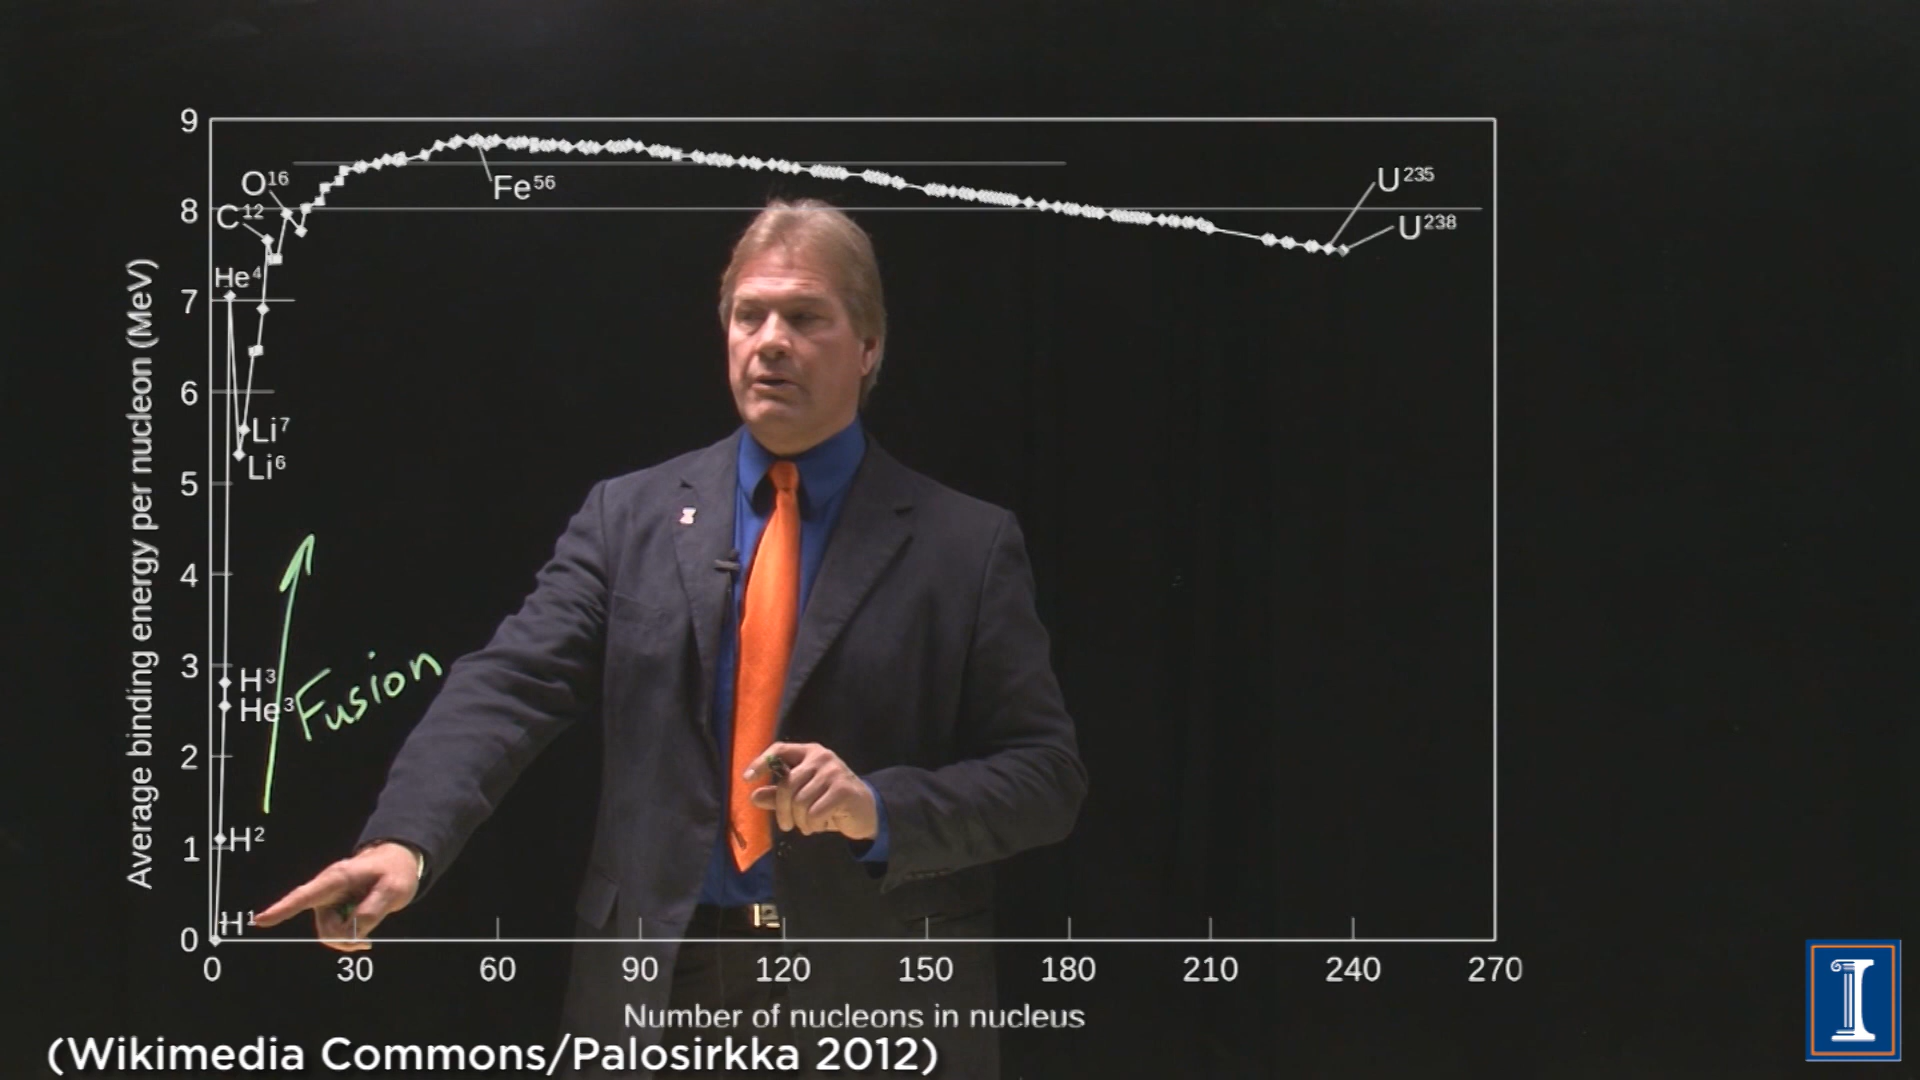 9
8
7
6
5
4
3
2
1
0
Average binding energy per nucleon (MeV)
O16
C12
He4
Li7
Li6
H3
He3
H2
H1
Fe56
U235
U238
Fusion
0 30 60 90 120 150 180 210 240 270
Number of nucleons in nucleus
(Wikimedia Commons/Palosirkka 2012)
I